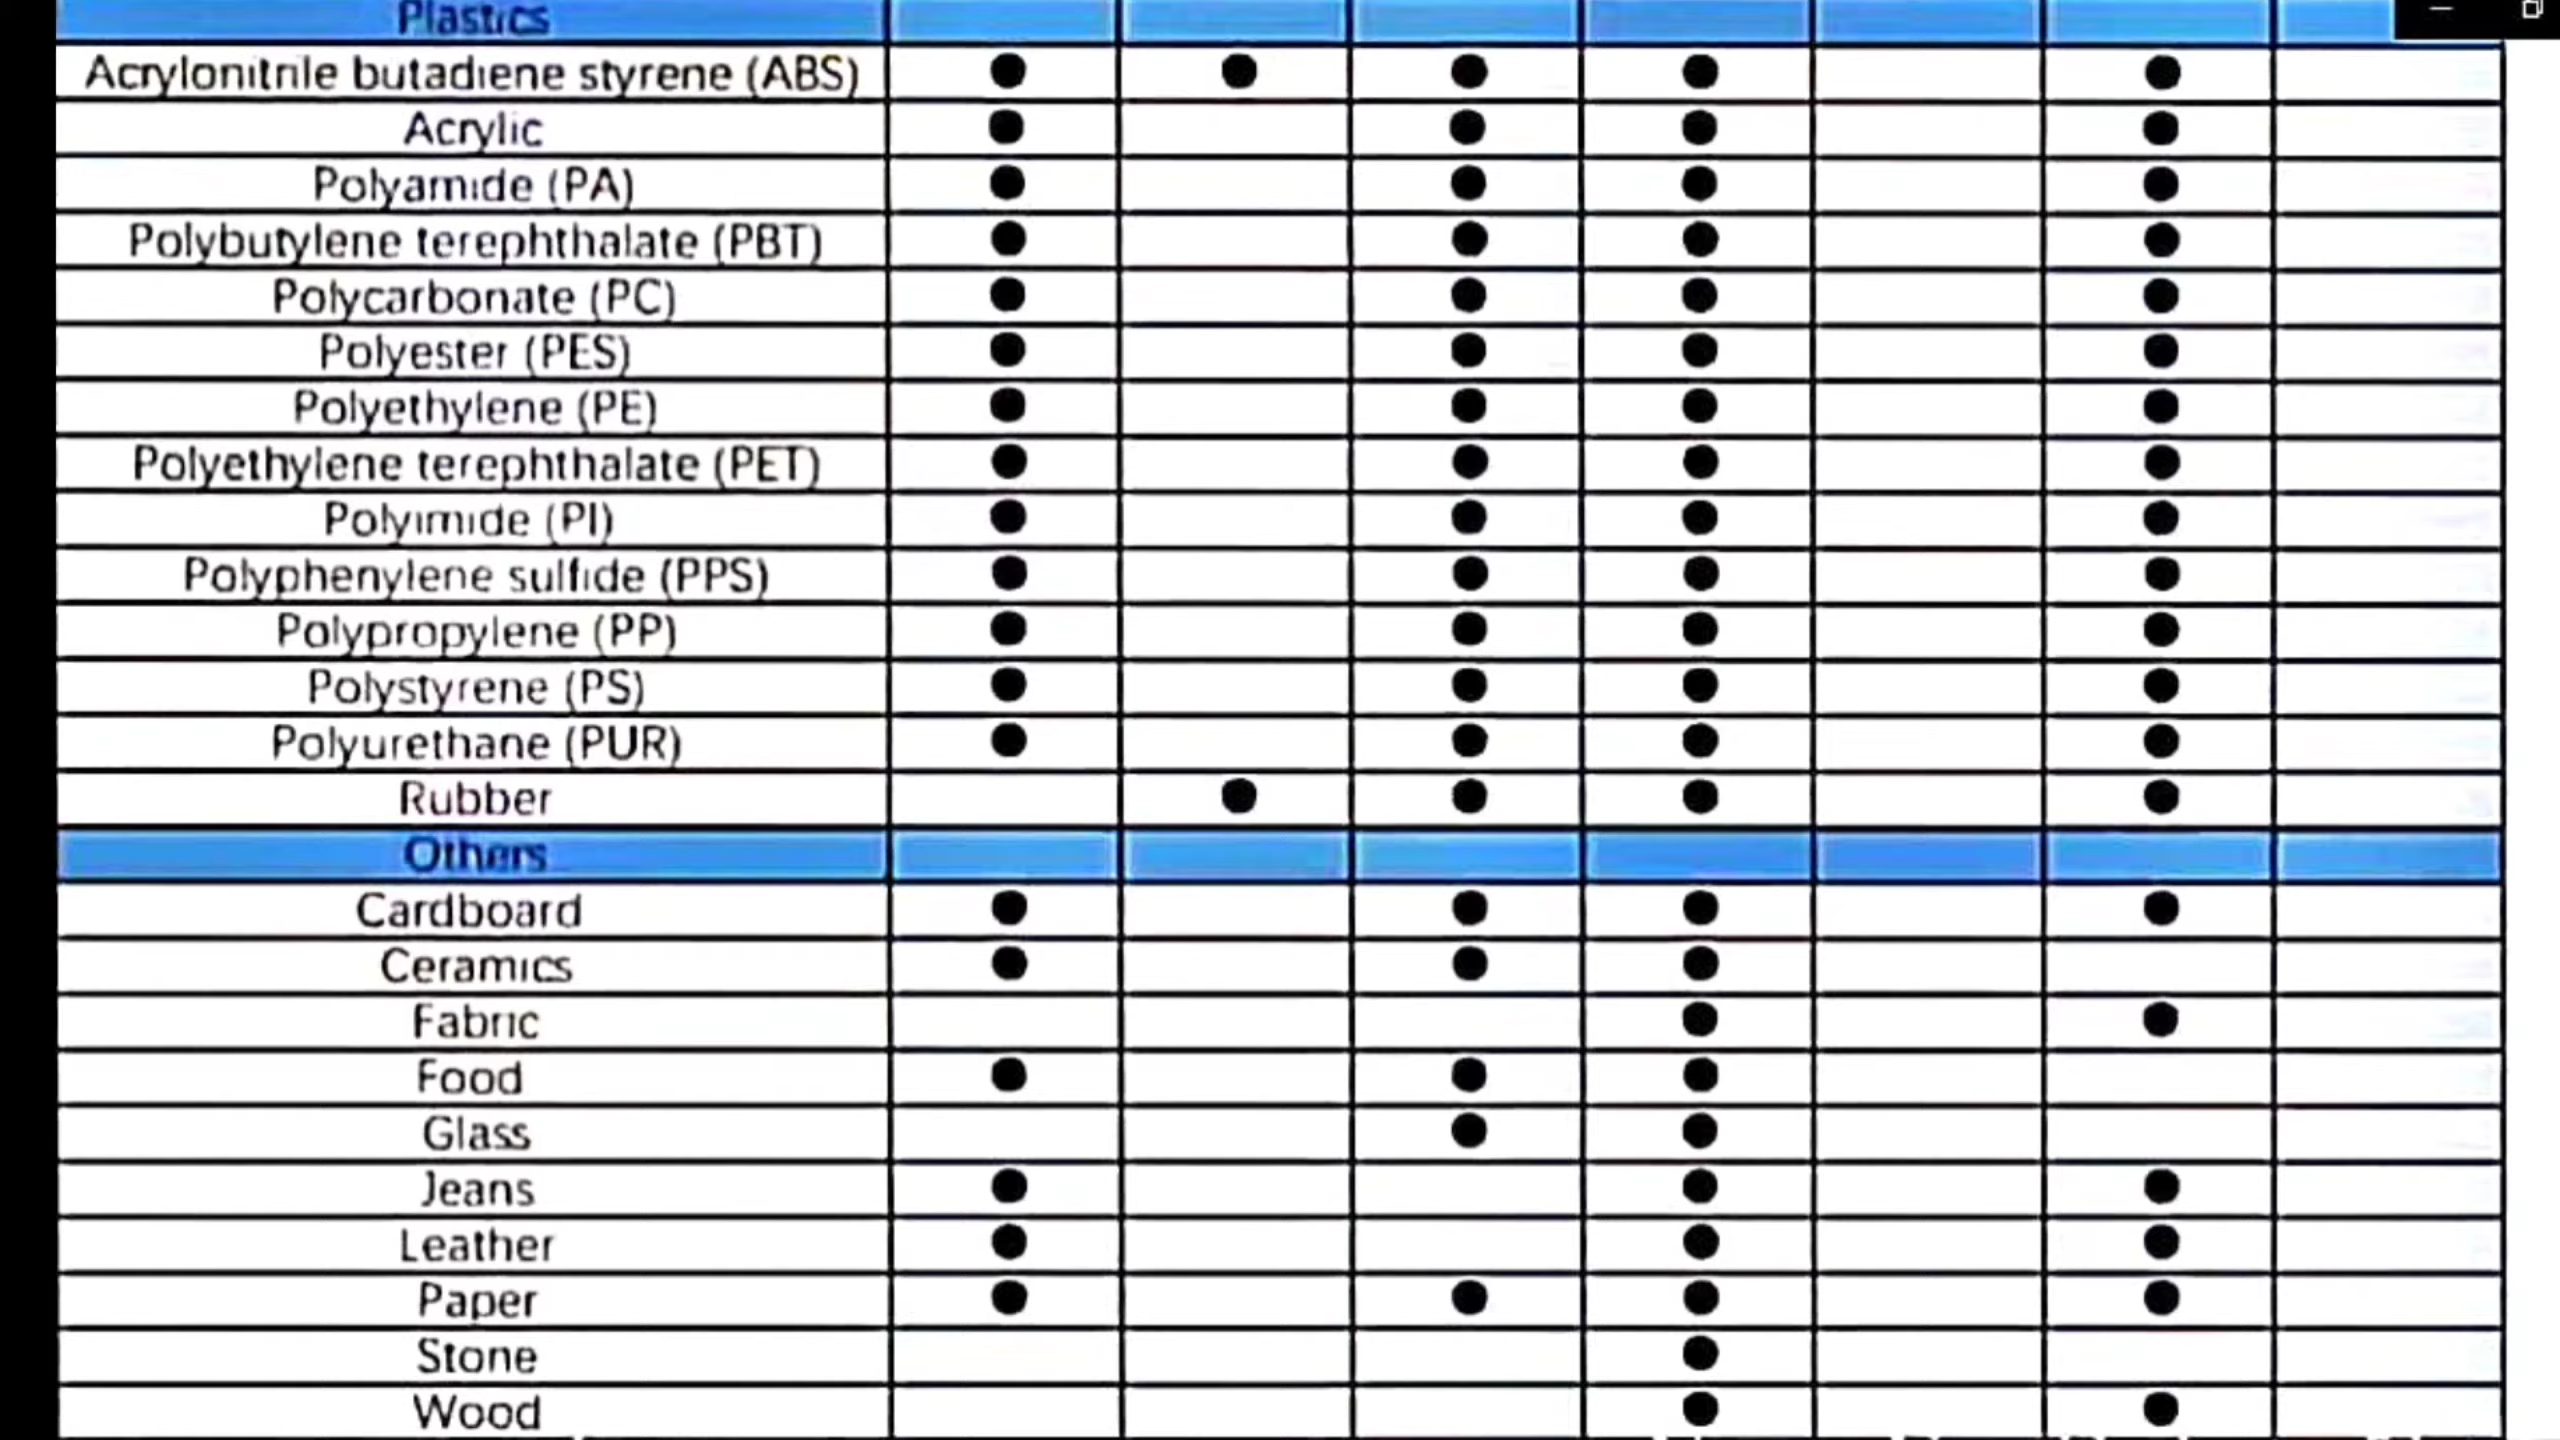 Plastics
Acrylonitrile butadiene styrene (ABS) ● ● ● ● ●
Acrylic ● ● ● ●
Polyamide (PA) ● ● ● ●
Polybutylene terephthalate (PBT) ● ● ● ●
Polycarbonate (PC) ● ● ● ●
Polyester (PES) ● ● ● ●
Polyethylene (PE) ● ● ● ●
Polyethylene terephthalate (PET) ● ● ● ●
Polyimide (PI) ● ● ● ●
Polyphenylene sulfide (PPS) ● ● ● ●
Polypropylene (PP) ● ● ● ●
Polystyrene (PS) ● ● ● ●
Polyurethane (PUR) ● ● ● ●
Rubber ● ● ● ●
Others
Cardboard ● ● ● ●
Ceramics ● ● ●
Fabric ● ●
Food ● ● ●
Glass ● ●
Jeans ● ● ●
Leather ● ● ●
Paper ● ● ● ●
Stone ●
Wood ● ●